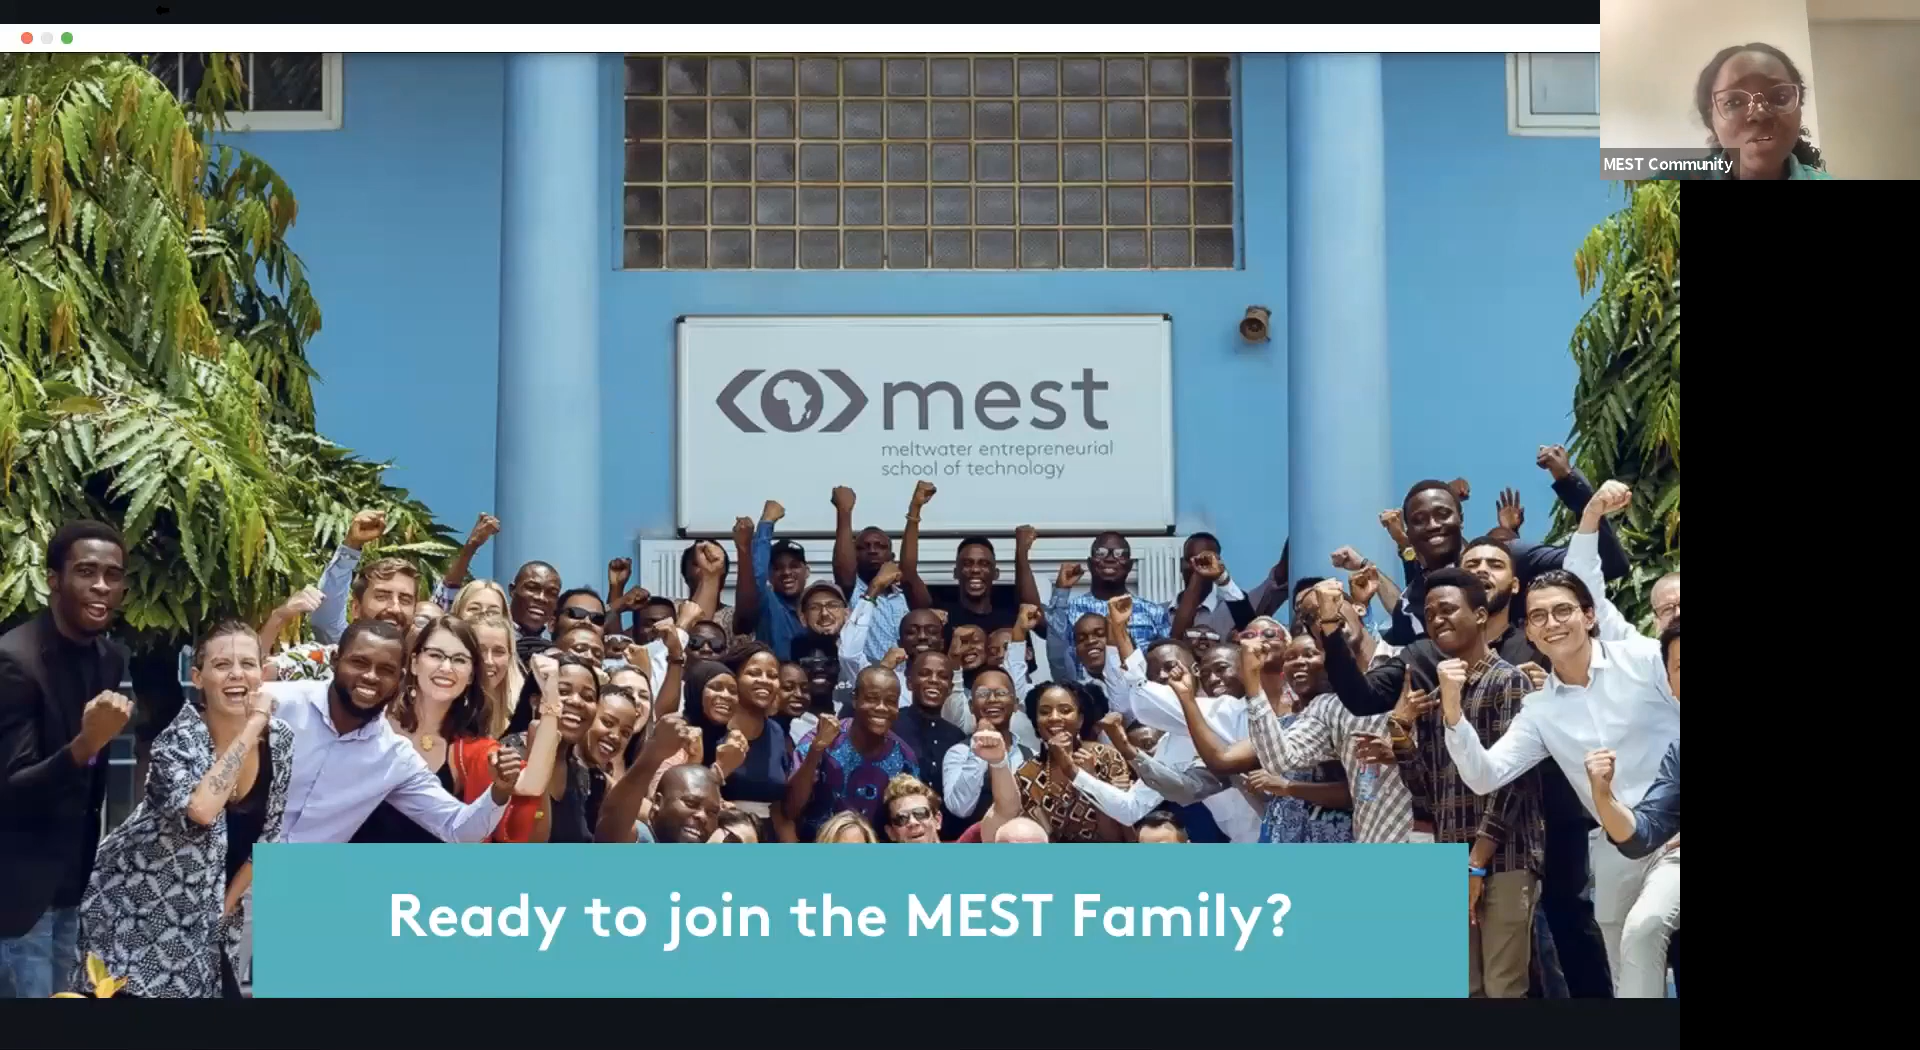 MEST Community
mest
meltwater entrepreneurial
school of technology
Ready to join the MEST Family?